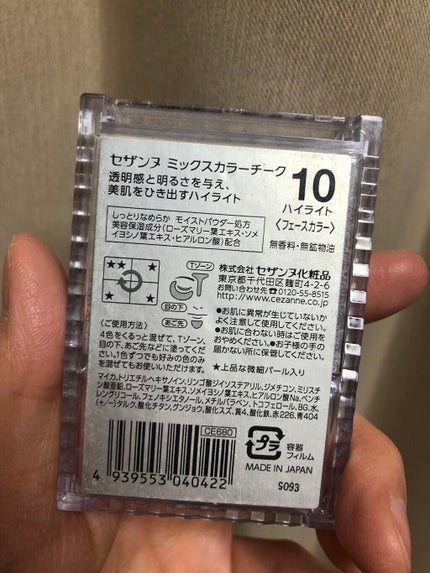 セザンヌ ミックスカラーチーク
透明感と明るさを与え、
美肌をひき出すハイライト
10
ハイライト
〈フェースカラー〉
しっとりなめらか モイストパウダー処方
美容保湿成分(ローズマリー葉エキス・ソメ
イヨシノ葉エキス・ヒアルロン酸)配合
無香料・無鉱物油
Tゾーン
目の下
あご先
株式会社 セザンヌ化粧品
東京都千代田区麹町4-2-6
お問い合わせ窓口☎0120-55-8515
http://www.cezanne.co.jp
●お肌に異常が生じていないか
よく注意して使用してください。
●お肌に合わない時はご使用を
おやめください。●お子様の手の
届かない所に保管してください。
〈ご使用方法〉
4色をくるっと混ぜて、Tゾーン、
目の下、あご先などに塗ってくだ
さい。1色ずつでも好みの色のみ
を混ぜてもお使いいただけます。
★上品な微細パール入り
マイカ、トリエチルヘキサノイン、リンゴ酸ジイソステアリル、ジメチコン、ミリスチ
ン酸亜鉛、ローズマリー葉エキス、ソメイヨシノ葉エキス、ヒアルロン酸Na、ペンチ
レングリコール、フェノキシエタノール、メチルパラベン、トコフェロール、BG、水、
(+/-)タルク、酸化チタン、グンジョウ、酸化スズ、黄4、酸化鉄、赤226、青404
CE680
4 939553 040422
プラ
容器
フィルム
MADE IN JAPAN
S093